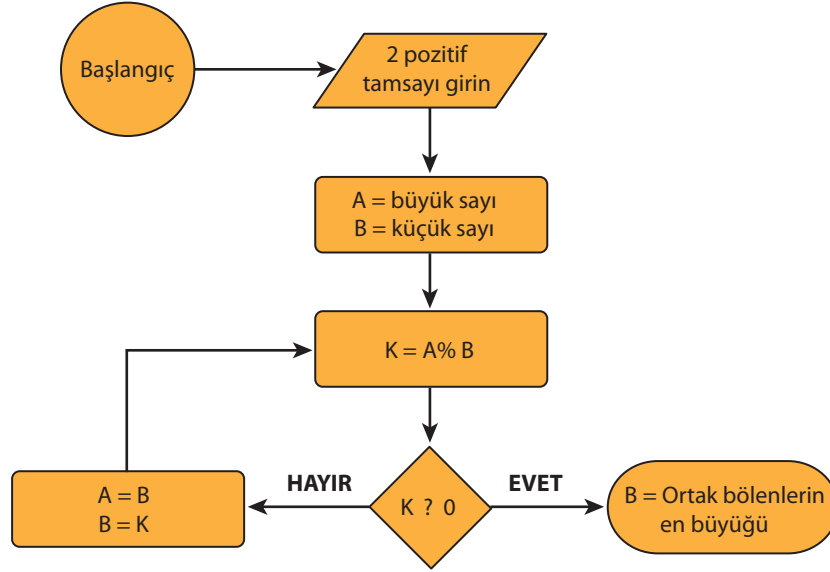 Başlangıç
2 pozitif
tamsayı girin
A = büyük sayı
B = küçük sayı
K = A% B
K ? 0
HAYIR
A = B
B = K
EVET
B = Ortak bölenlerin
en büyüğü